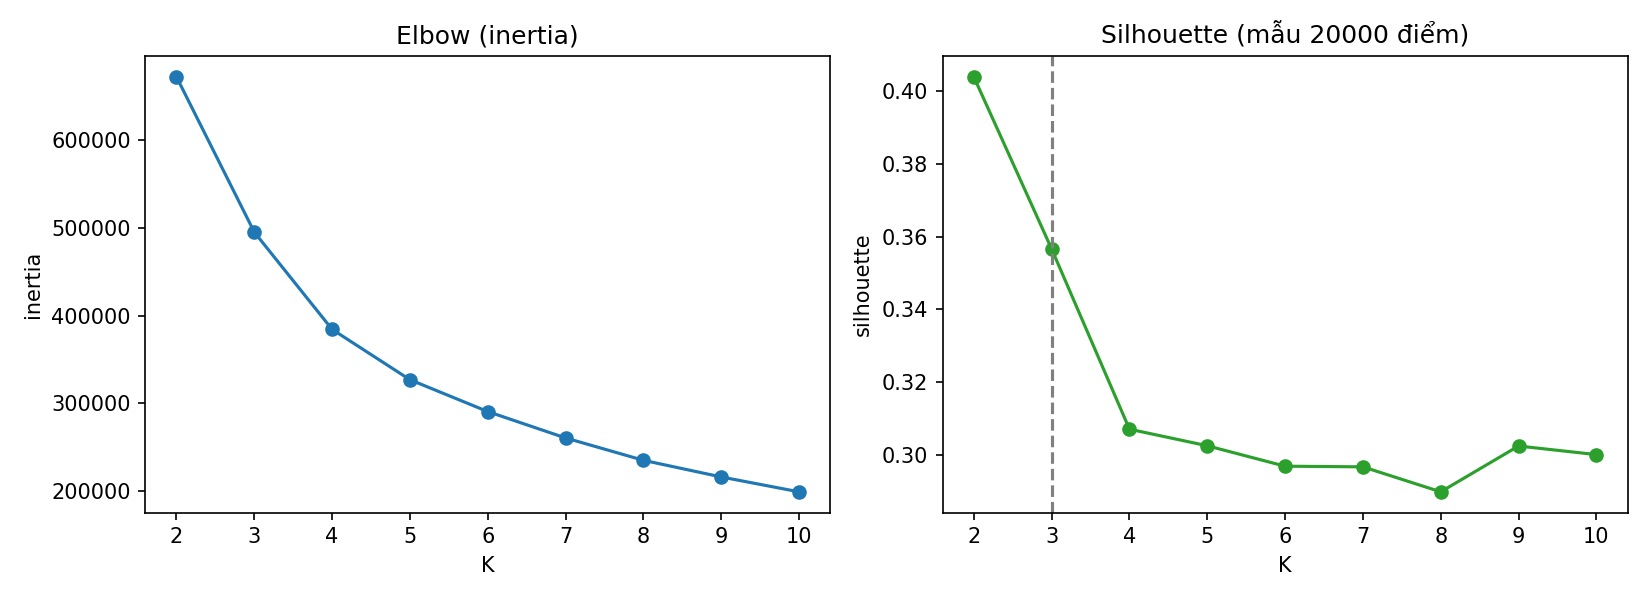 Elbow (inertia)
600000
500000
400000
300000
200000
inertia
2 3 4 5 6 7 8 9 10
K
Silhouette (mẫu 20000 điểm)
0.40
0.38
0.36
0.34
0.32
0.30
silhouette
2 3 4 5 6 7 8 9 10
K